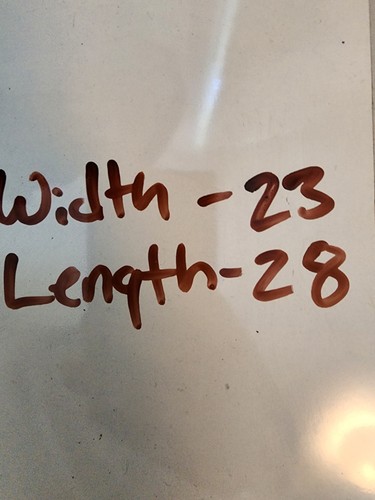 Width - 23
Length - 28